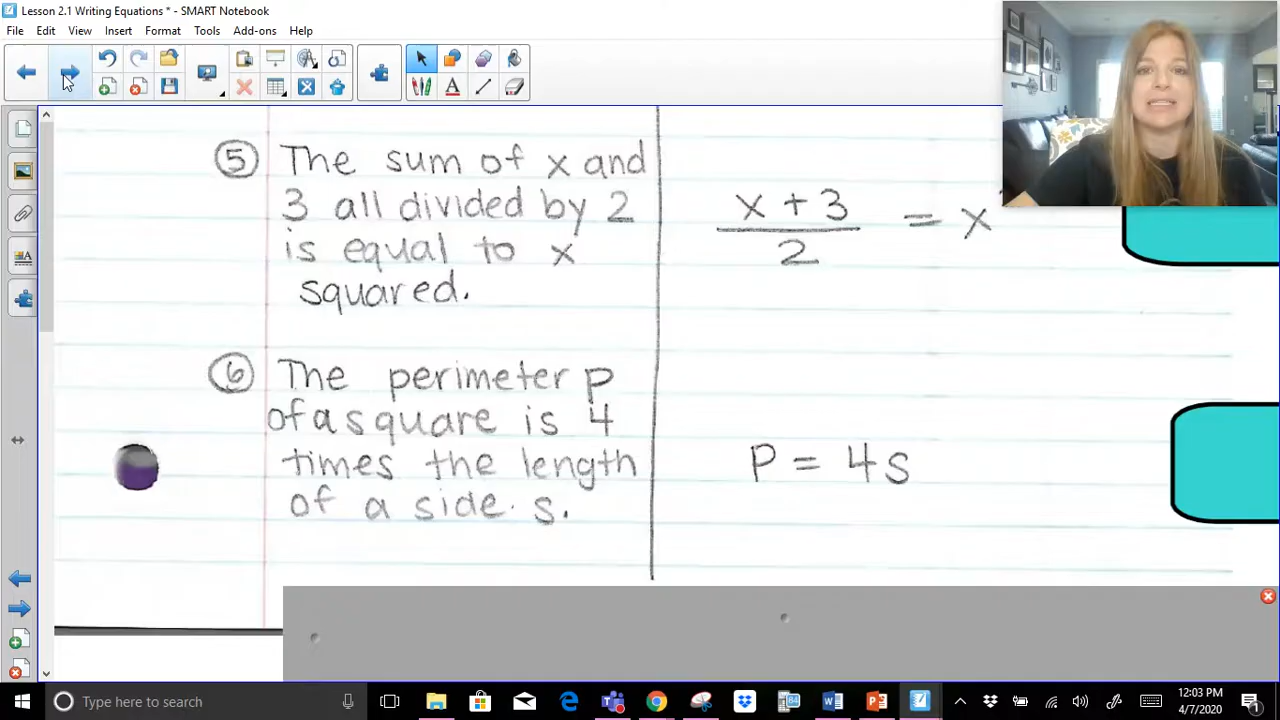 Lesson 2.1 Writing Equations * - SMART Notebook
File Edit View Insert Format Tools Add-ons Help
5 The sum of x and
3 all divided by 2
is equal to x
squared.
x + 3
2
= x
6 The perimeter p
of a square is 4
times the length
of a side s.
P = 4s
Type here to search
12:03 PM
4/7/2020
1